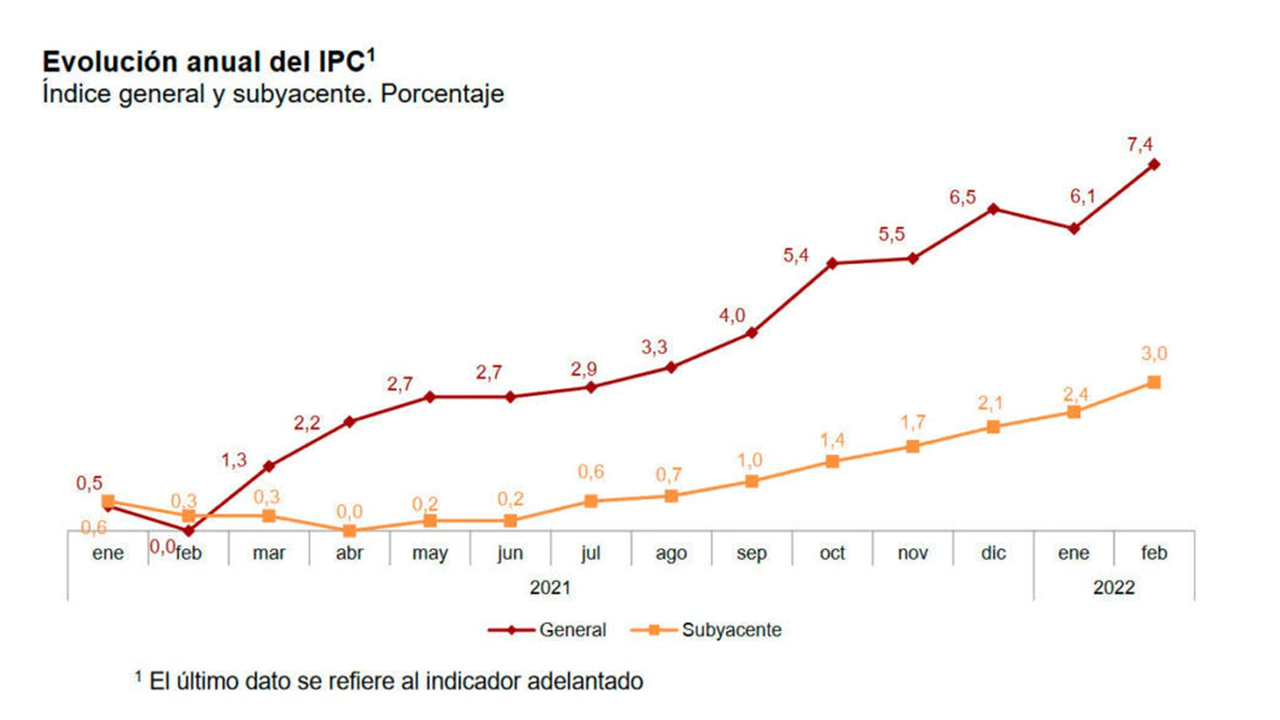 Evolución anual del IPC¹
Índice general y subyacente. Porcentaje
0,5 0,0 1,3 2,2 2,7 2,7 2,9 3,3 4,0 5,4 5,5 6,5 6,1 7,4
0,6 0,3 0,3 0,0 0,2 0,2 0,6 0,7 1,0 1,4 1,7 2,1 2,4 3,0
ene feb mar abr may jun jul ago sep oct nov dic ene feb
2021 2022
General Subyacente
¹ El último dato se refiere al indicador adelantado